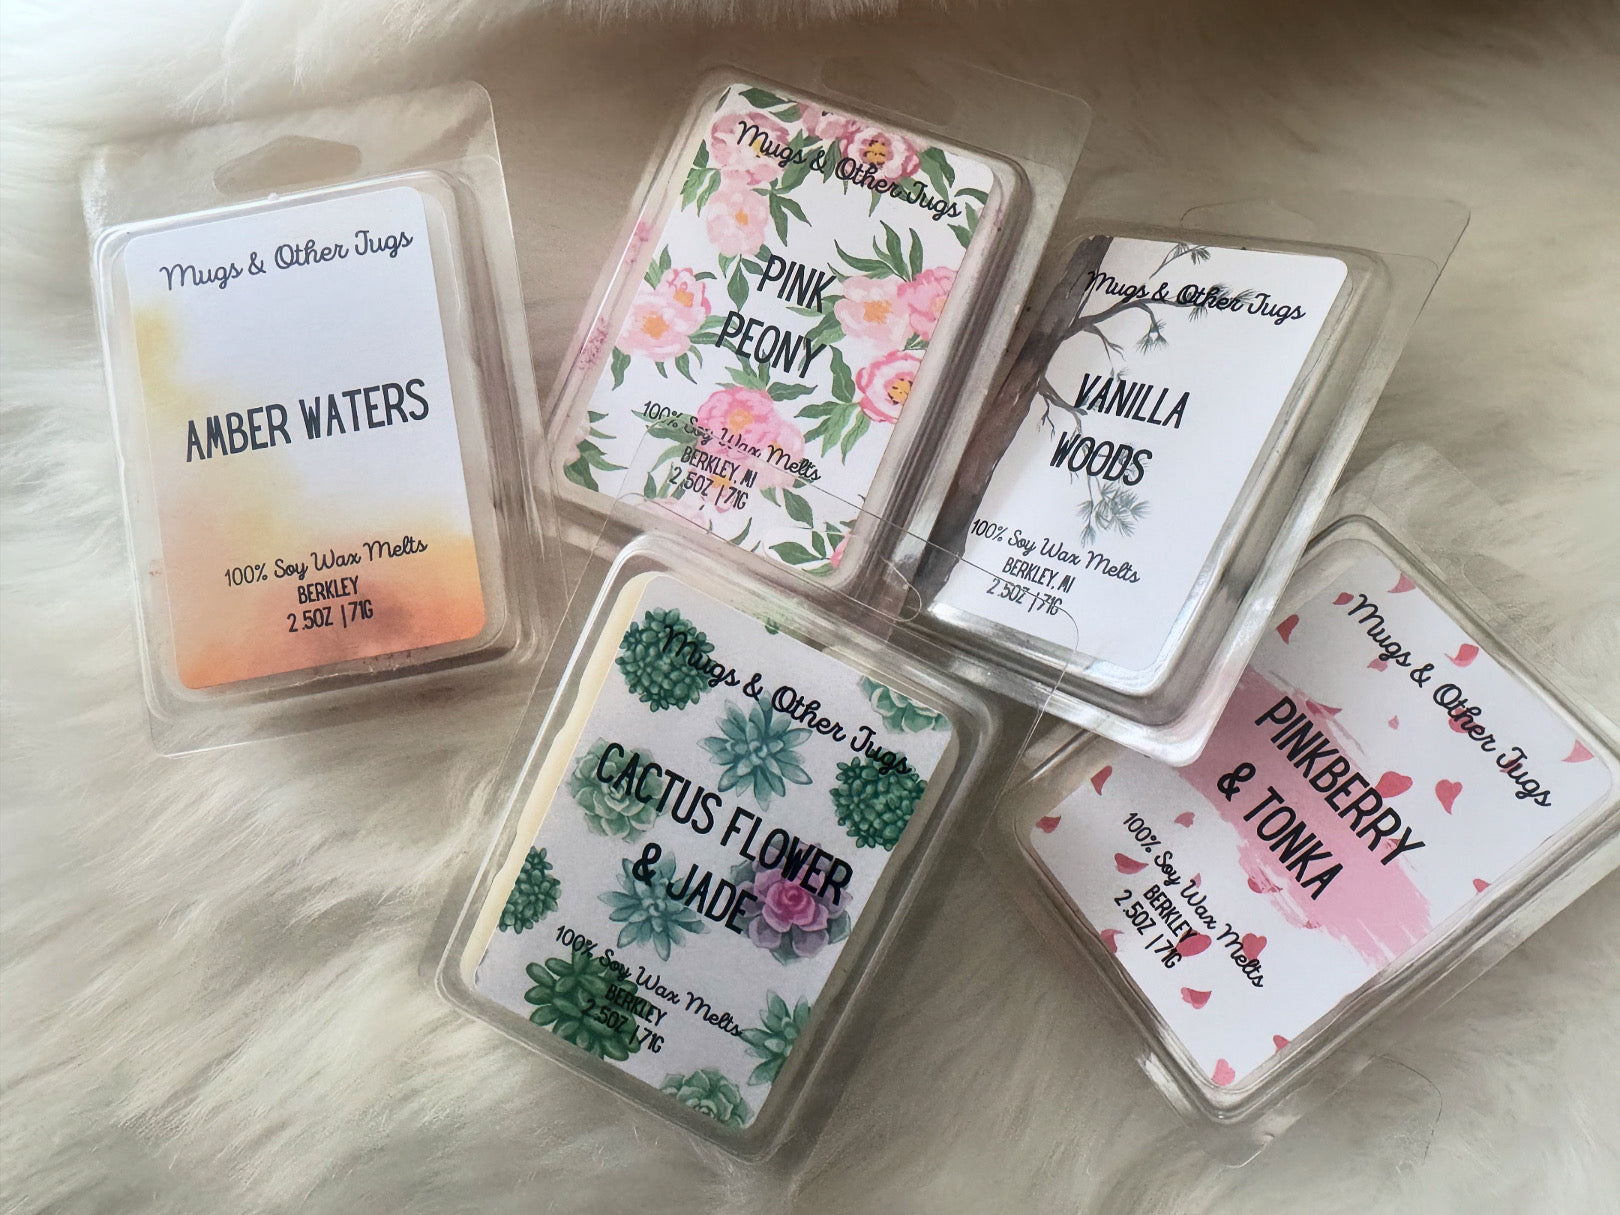 Mugs & Other Jugs
AMBER WATERS
100% Soy Wax Melts
BERKLEY
2.5OZ | 71G
Mugs & Other Jugs
PINK
PEONY
100% Soy Wax Melts
BERKLEY, MI
2.5OZ | 71G
Mugs & Other Jugs
VANILLA
WOODS
100% Soy Wax Melts
BERKLEY, MI
2.5OZ | 71G
Mugs & Other Jugs
CACTUS FLOWER
& JADE
100% Soy Wax Melts
BERKLEY
2.5OZ | 71G
Mugs & Other Jugs
PINKBERRY
& TONKA
100% Soy Wax Melts
BERKLEY
2.5OZ | 71G